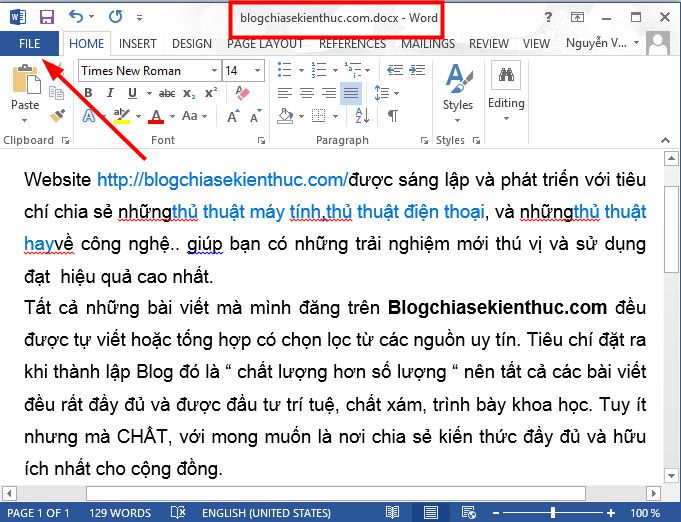 blogchiasekienthuc.com.docx - Word
FILE HOME INSERT DESIGN PAGE LAYOUT REFERENCES MAILINGS REVIEW VIEW Nguyễn V...
Times New Roman 14
Paste
B I U abc x₂ x²
A ab A Aa A A
Styles Editing
Clipboard Font Paragraph Styles
Website http://blogchiasekienthuc.com/được sáng lập và phát triển với tiêu
chí chia sẻ nhữngthủ thuật máy tính,thủ thuật điện thoại, và nhữngthủ thuật
hayvề công nghệ.. giúp bạn có những trải nghiệm mới thú vị và sử dụng
đạt hiệu quả cao nhất.
Tất cả những bài viết mà mình đăng trên Blogchiasekienthuc.com đều
được tự viết hoặc tổng hợp có chọn lọc từ các nguồn uy tín. Tiêu chí đặt ra
khi thành lập Blog đó là “ chất lượng hơn số lượng “ nên tất cả các bài viết
đều rất đầy đủ và được đầu tư trí tuệ, chất xám, trình bày khoa học. Tuy ít
nhưng mà CHẤT, với mong muốn là nơi chia sẻ kiến thức đầy đủ và hữu
ích nhất cho cộng đồng.
PAGE 1 OF 1 129 WORDS ENGLISH (UNITED STATES) 100 %